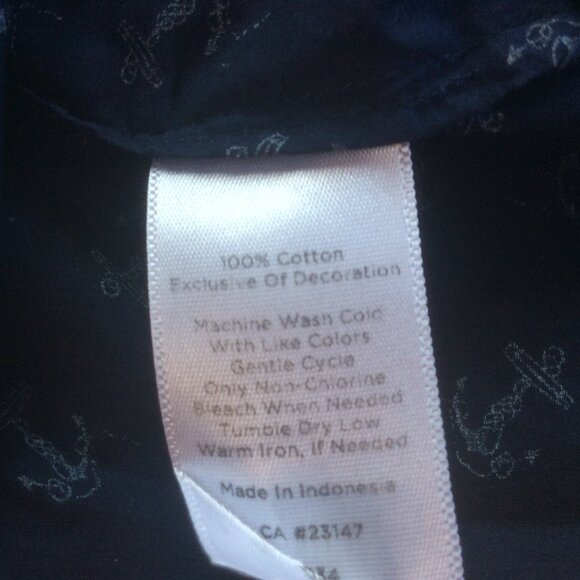 100% Cotton
Exclusive Of Decoration
Machine Wash Cold
With Like Colors
Gentle Cycle
Only Non-Chlorine
Bleach When Needed
Tumble Dry Low
Warm Iron, If Needed
Made In Indonesia
CA #23147